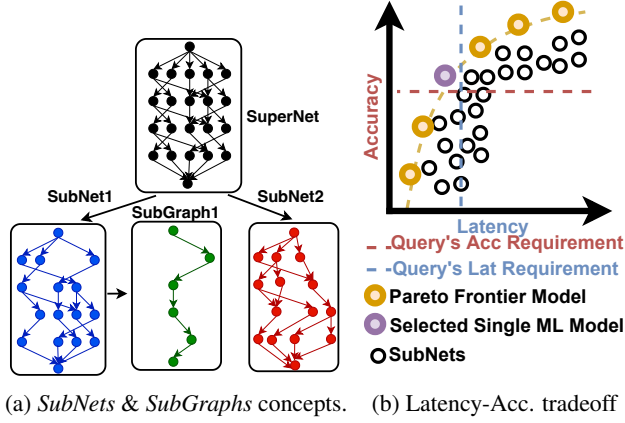 SuperNet
SubNet1
SubNet2
SubGraph1
(a) SubNets & SubGraphs concepts.
b)
Accuracy
Latency
Query's Acc Requirement
Query's Lat Requirement
Pareto Frontier Model
Selected Single ML Model
SubNets
(b) Latency-Acc. tradeoff